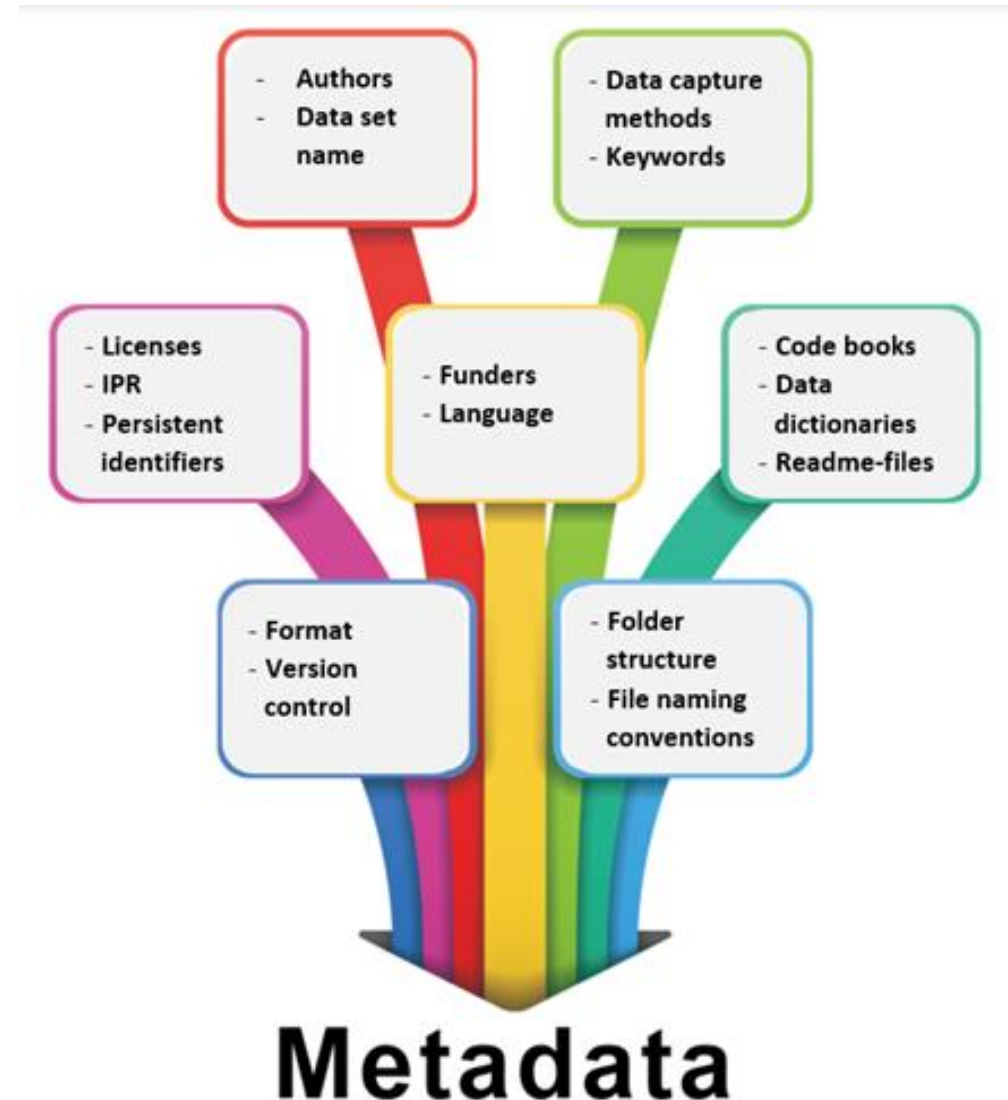 - Authors
- Data set
name
- Data capture
methods
- Keywords
- Licenses
- IPR
- Persistent
identifiers
- Funders
- Language
- Code books
- Data
dictionaries
- Readme-files
- Format
- Version
control
- Folder
structure
- File naming
conventions
Metadata